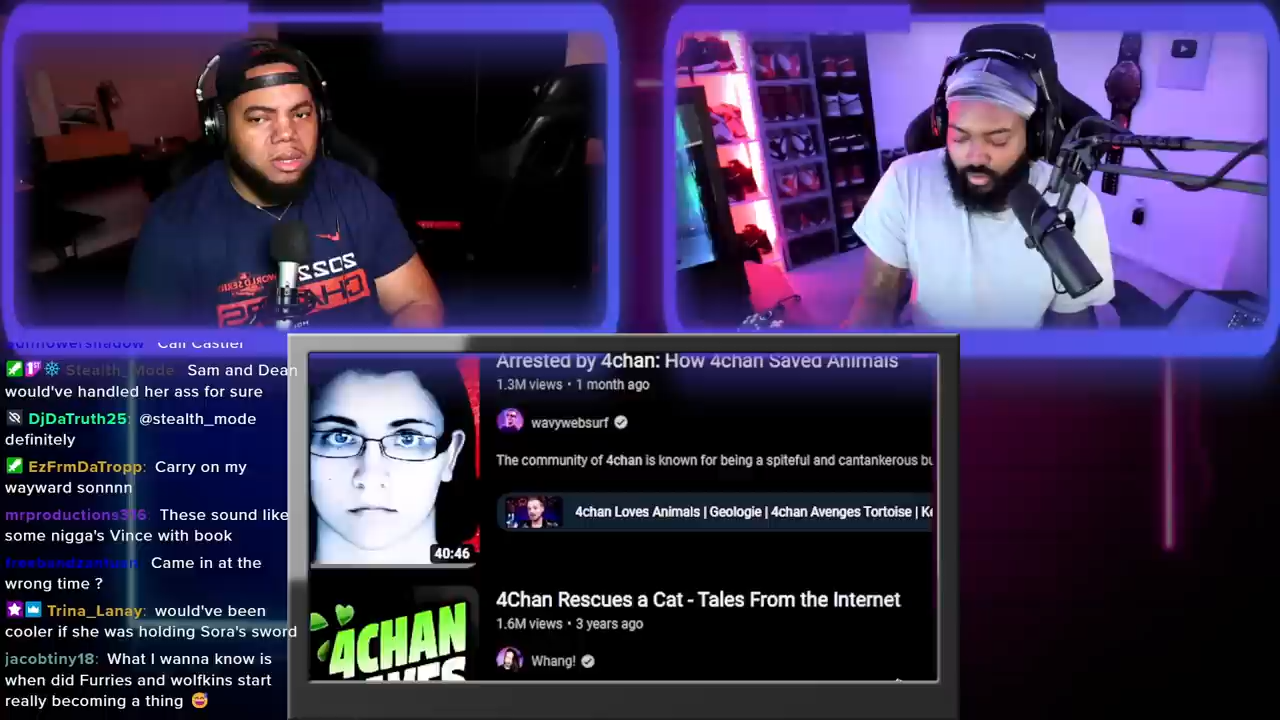 sunflowershadow Call Castiel
Stealth_Mode Sam and Dean
would've handled her ass for sure
DjDaTruth25: @stealth_mode
definitely
EzFrmDaTropp: Carry on my
wayward sonnnn
mrproductions316: These sound like
some nigga's Vince with book
Came in at the
wrong time ?
Trina_Lanay: would've been
cooler if she was holding Sora's sword
jacobtiny18: What I wanna know is
when did Furries and wolfkins start
really becoming a thing 😅
2022
Arrested by 4chan: How 4chan Saved Animals
1.3M views • 1 month ago
wavywebsurf
The community of 4chan is known for being a spiteful and cantankerous bu
4chan Loves Animals | Geologie | 4chan Avenges Tortoise | Ke
40:46
4Chan Rescues a Cat - Tales From the Internet
1.6M views • 3 years ago
Whang!
4CHAN